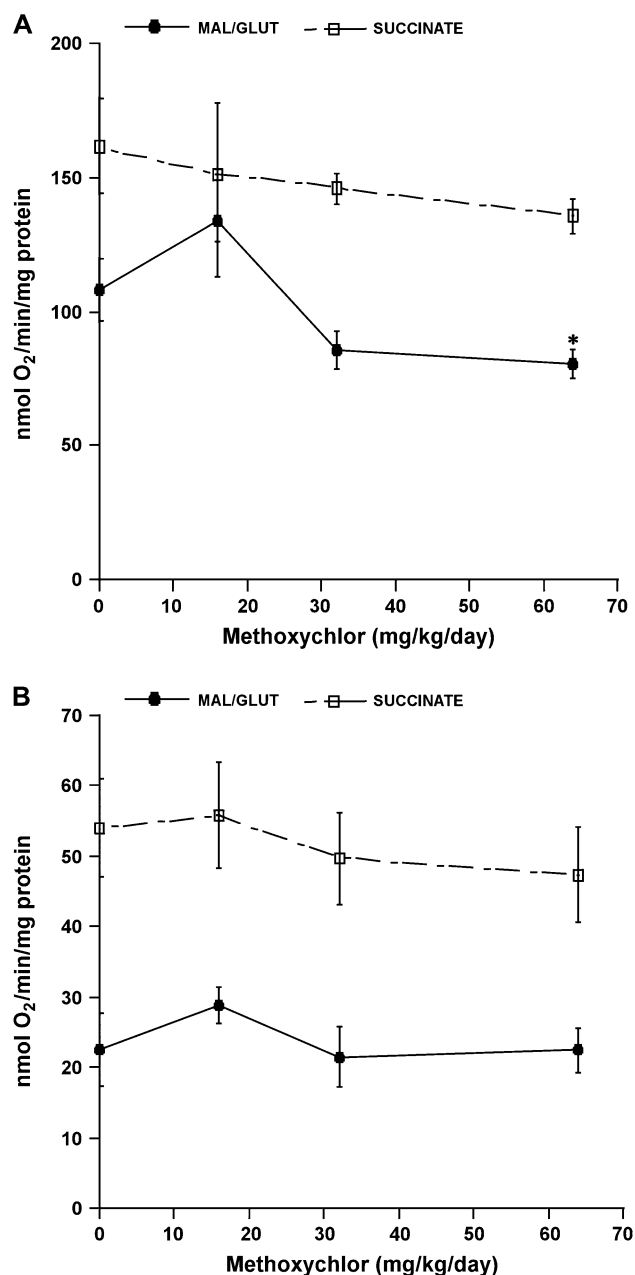 A
MAL/GLUT SUCCINATE
200
150
100
50
0
nmol O₂/min/mg protein
*
0 10 20 30 40 50 60 70
Methoxychlor (mg/kg/day)
B
MAL/GLUT SUCCINATE
70
60
50
40
30
20
10
0
nmol O₂/min/mg protein
0 10 20 30 40 50 60 70
Methoxychlor (mg/kg/day)